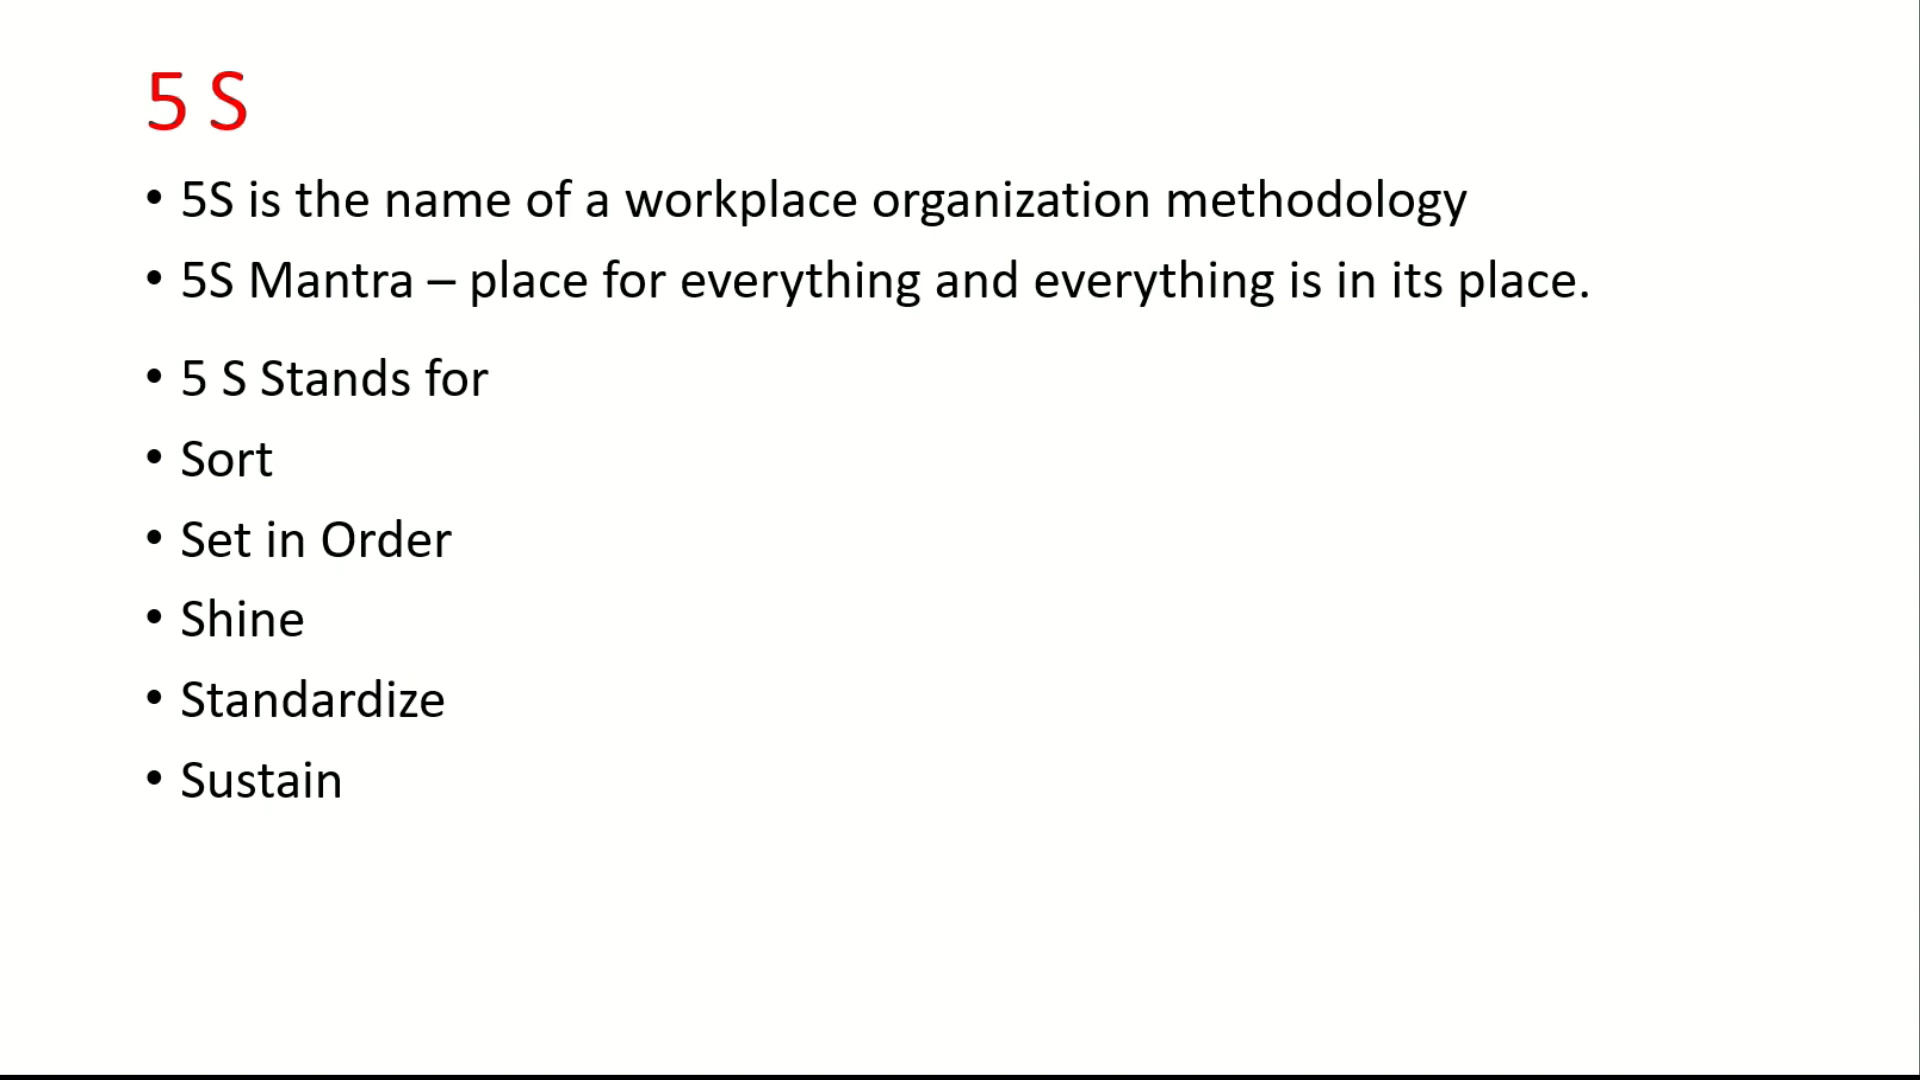 5 S
• 5S is the name of a workplace organization methodology
• 5S Mantra – place for everything and everything is in its place.
• 5 S Stands for
• Sort
• Set in Order
• Shine
• Standardize
• Sustain